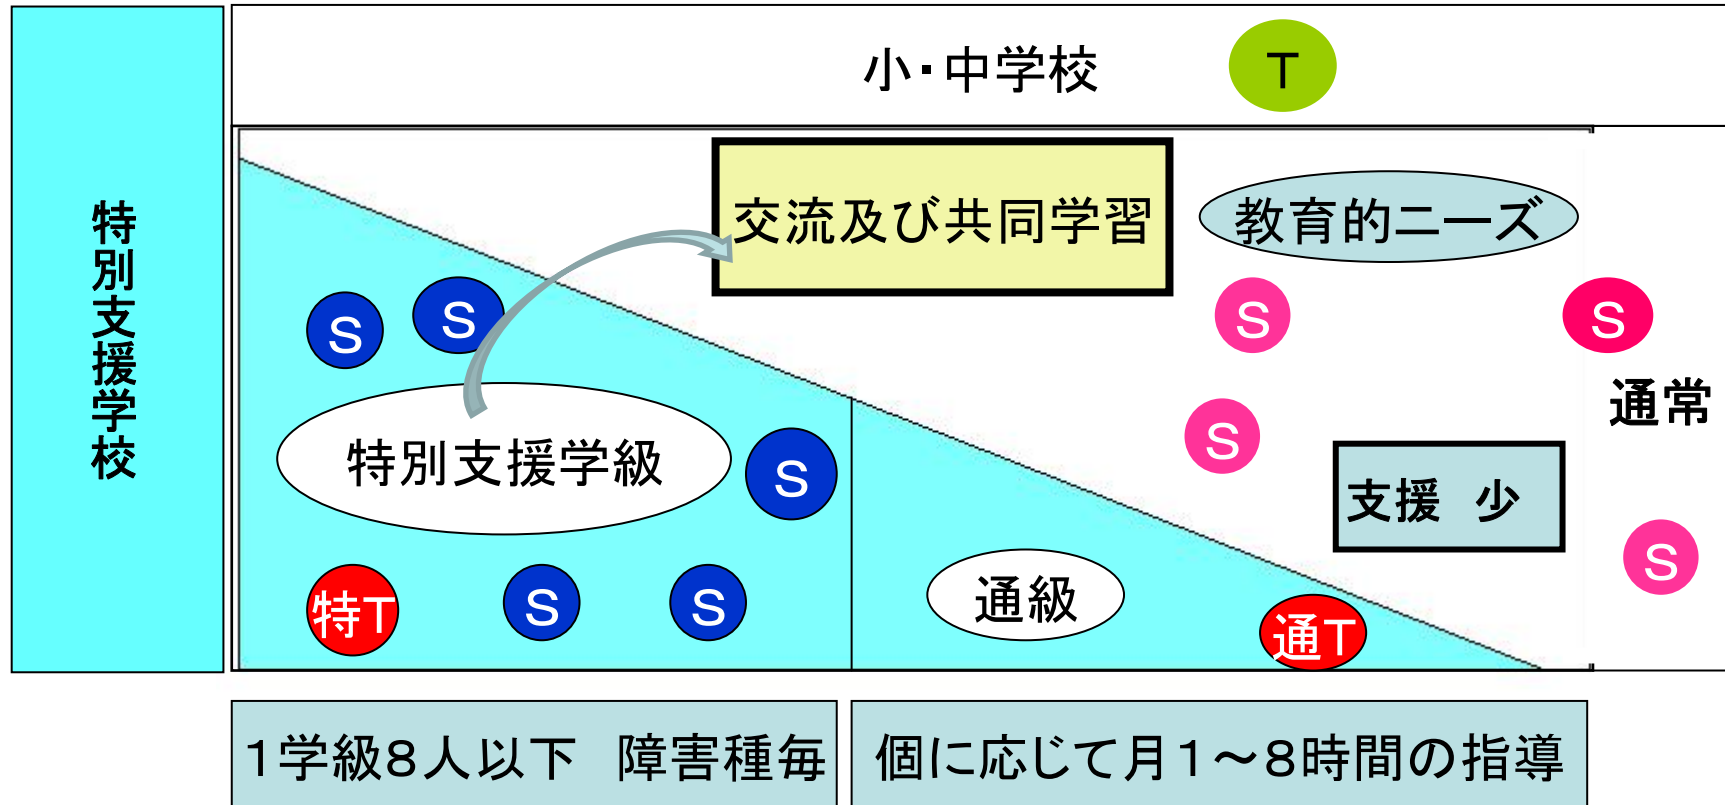 特別支援学校
小・中学校
T
交流及び共同学習
教育的ニーズ
S
S
S
S
通常
特別支援学級
S
S
支援　少
通級
S
特T
S
S
通T
１学級８人以下　障害種毎
個に応じて月１～８時間の指導